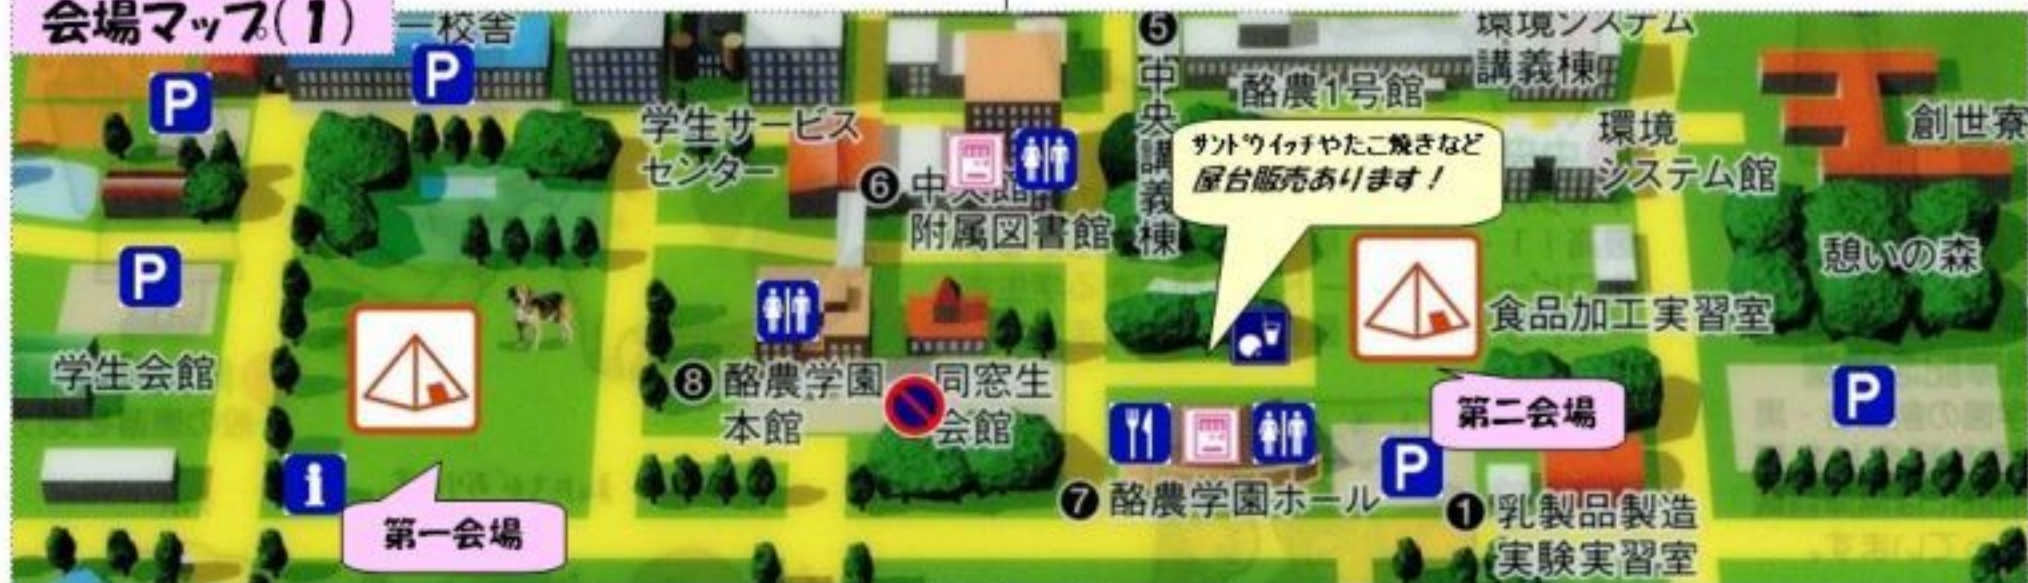 会場マップ(1)
一校舎
P
P
P
学生会館
i
第一会場
学生サービス
センター
❻中央館
附属図書館
❽酪農学園
本館
同窓生
会館
❺中央講義棟
酪農1号館
環境システム
講義棟
サンドウイッチやたこ焼きなど
屋台販売あります！
環境
システム館
創世寮
憩いの森
食品加工実習室
第二会場
P
P
❼酪農学園ホール
❶乳製品製造
実験実習室